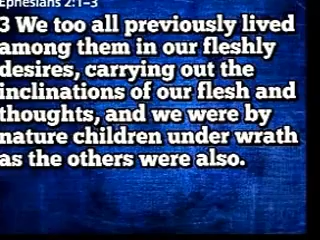 Ephesians 2:1-3
3 We too all previously lived
among them in our fleshly
desires, carrying out the
inclinations of our flesh and
thoughts, and we were by
nature children under wrath
as the others were also.